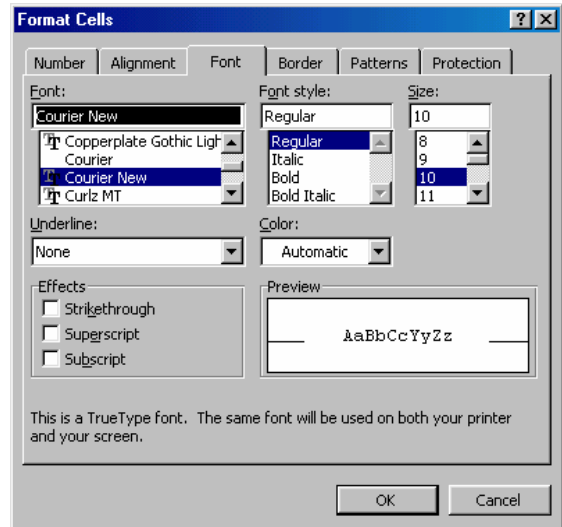 Format Cells
Number Alignment Font Border Patterns Protection
Font: Font style: Size:
Courier New Regular 10
Copperplate Gothic Ligh Regular 8
Courier Italic 9
Courier New Bold 10
Curlz MT Bold Italic 11
Underline: Color:
None Automatic
Effects Preview
Strikethrough
Superscript AaBbCcYyZz
Subscript
This is a TrueType font.  The same font will be used on both your printer
and your screen.
OK Cancel